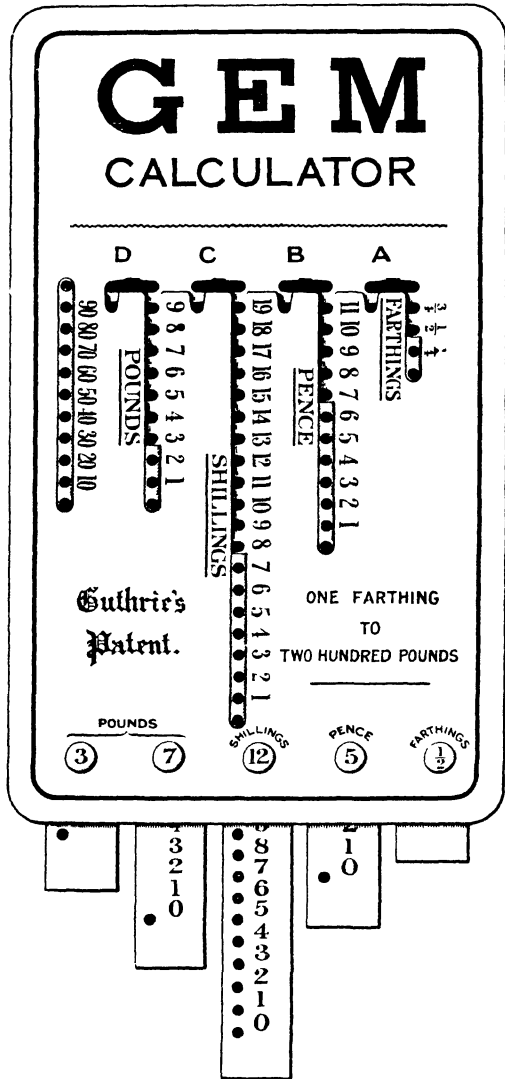 GEM
CALCULATOR
D C B A
90 80 70 60 50 40 30 20 10
POUNDS
9 8 7 6 5 4 3 2 1
SHILLINGS
19 18 17 16 15 14 13 12 11 10 9 8 7 6 5 4 3 2 1
PENCE
11 10 9 8 7 6 5 4 3 2 1
FARTHINGS
¾ ½ ¼
Guthrie's
Patent.
ONE FARTHING
TO
TWO HUNDRED POUNDS
POUNDS SHILLINGS PENCE FARTHINGS
3 7 12 5 ½
3 2 1 0
8 7 6 5 4 3 2 1 0
1 0